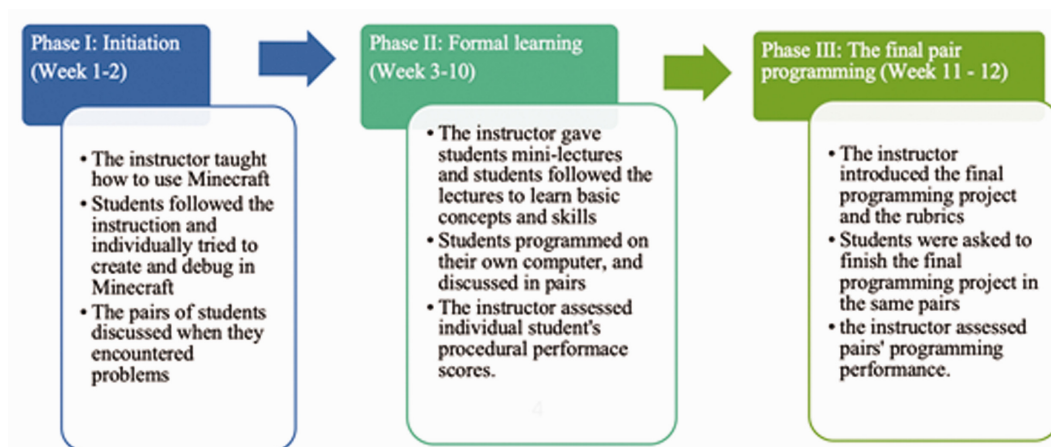 Phase I: Initiation
(Week 1-2)
• The instructor taught
how to use Minecraft
• Students followed the
instruction and
individually tried to
create and debug in
Minecraft
• The pairs of students
discussed when they
encountered
problems
Phase II: Formal learning
(Week 3-10)
• The instructor gave
students mini-lectures
and students followed the
lectures to learn basic
concepts and skills
• Students programmed on
their own computer, and
discussed in pairs
• The instructor assessed
individual student's
procedural performace
scores.
4
Phase III: The final pair
programming (Week 11 - 12)
• The instructor
introduced the final
programming project
and the rubrics
• Students were asked to
finish the final
programming project in
the same pairs
• the instructor assessed
pairs' programming
performance.